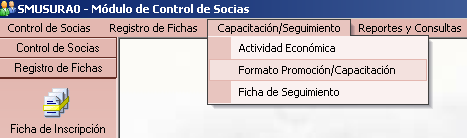 SMUSURA0 - Módulo de Control de Socias
Control de Socias Registro de Fichas Capacitación/Seguimiento Reportes y Consultas
Control de Socias
Registro de Fichas
Ficha de Inscripción
Actividad Económica
Formato Promoción/Capacitación
Ficha de Seguimiento